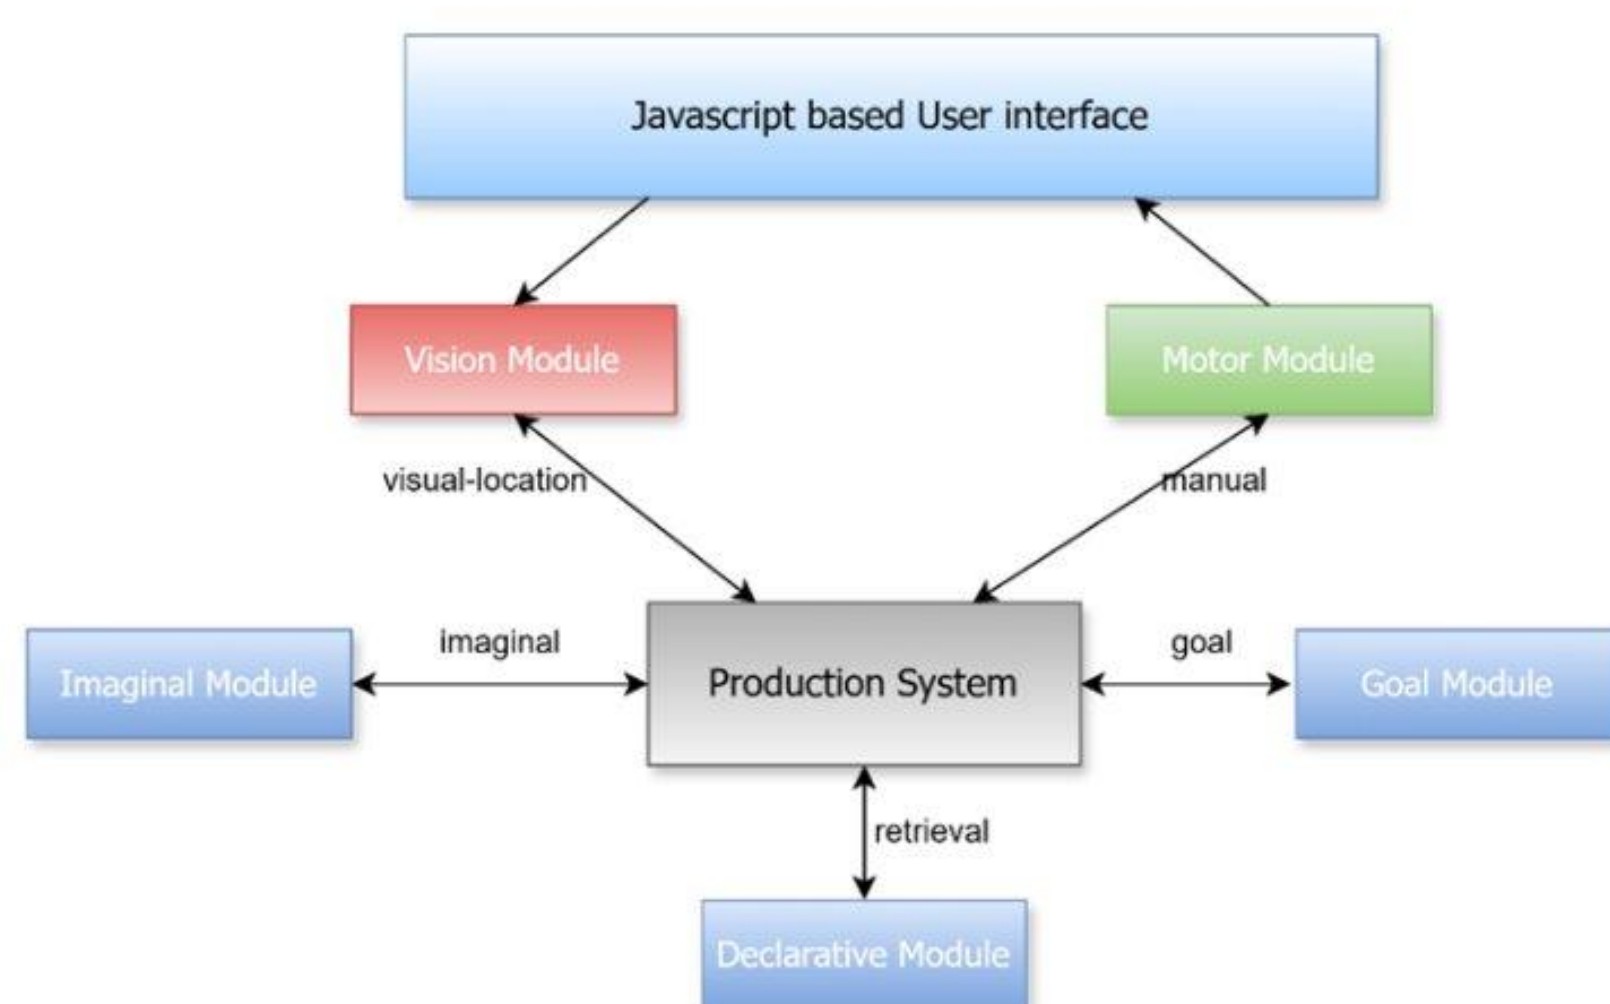 Javascript based User interface
Vision Module
Motor Module
visual-location
manual
imaginal
goal
Imaginal Module
Production System
Goal Module
retrieval
Declarative Module